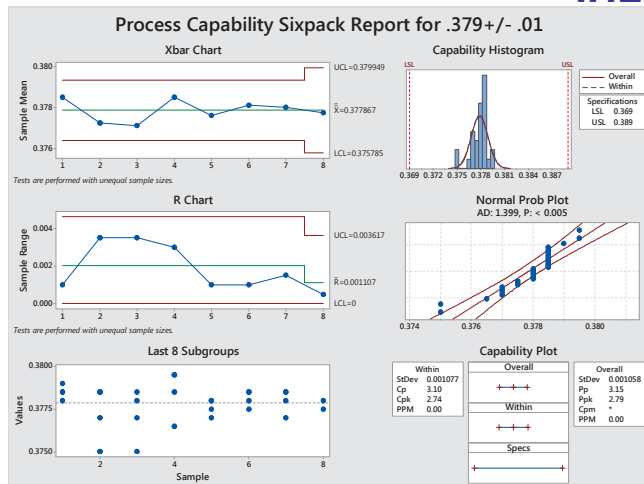 Process Capability Sixpack Report for .379+/- .01
Xbar Chart
Sample Mean
0.380
0.378
0.376
UCL=0.379949
X=0.377867
LCL=0.375785
1 2 3 4 5 6 7 8
Tests are performed with unequal sample sizes.
Capability Histogram
LSL USL
0.369 0.372 0.375 0.378 0.381 0.384 0.387
Overall
Within
Specifications
LSL 0.369
USL 0.389
R Chart
Sample Range
0.004
0.002
0.000
UCL=0.003617
R=0.001107
LCL=0
1 2 3 4 5 6 7 8
Tests are performed with unequal sample sizes.
Normal Prob Plot
AD: 1.399, P: < 0.005
0.374 0.376 0.378 0.380
Last 8 Subgroups
Values
0.3800
0.3775
0.3750
2 4 6 8
Sample
Capability Plot
Within
StDev 0.001077
Cp 3.10
Cpk 2.74
PPM 0.00
Overall
Within
Specs
Overall
StDev 0.001058
Pp 3.15
Ppk 2.79
Cpm *
PPM 0.00